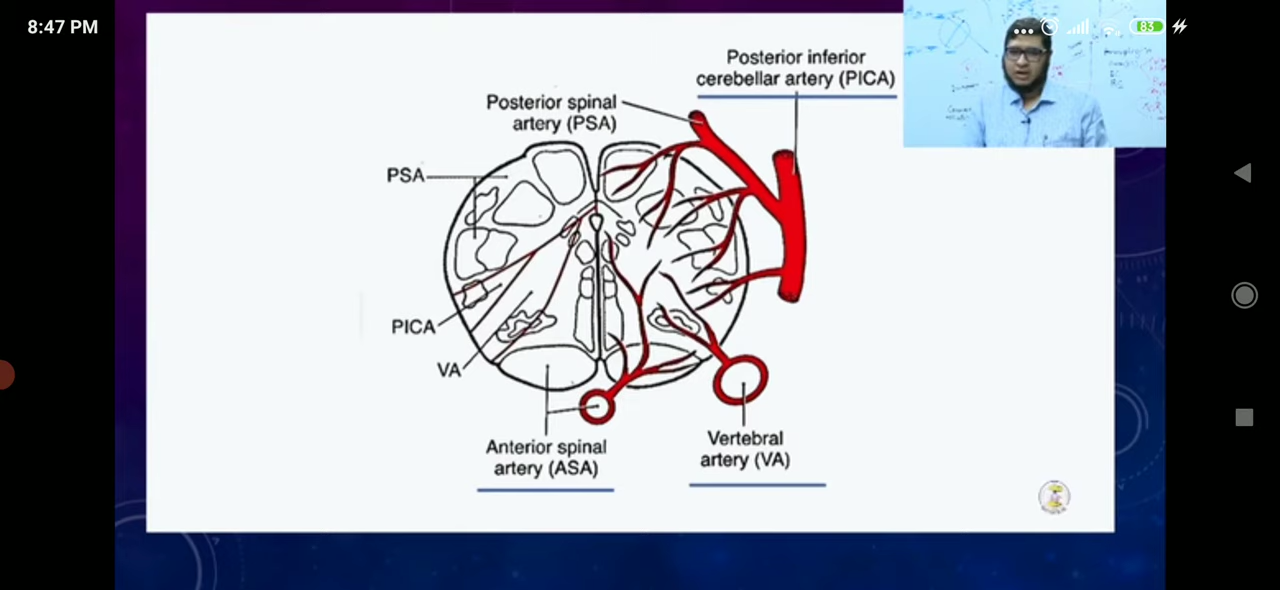 8:47 PM
83
Posterior inferior
cerebellar artery (PICA)
Posterior spinal
artery (PSA)
PSA
PICA
VA
Anterior spinal
artery (ASA)
Vertebral
artery (VA)